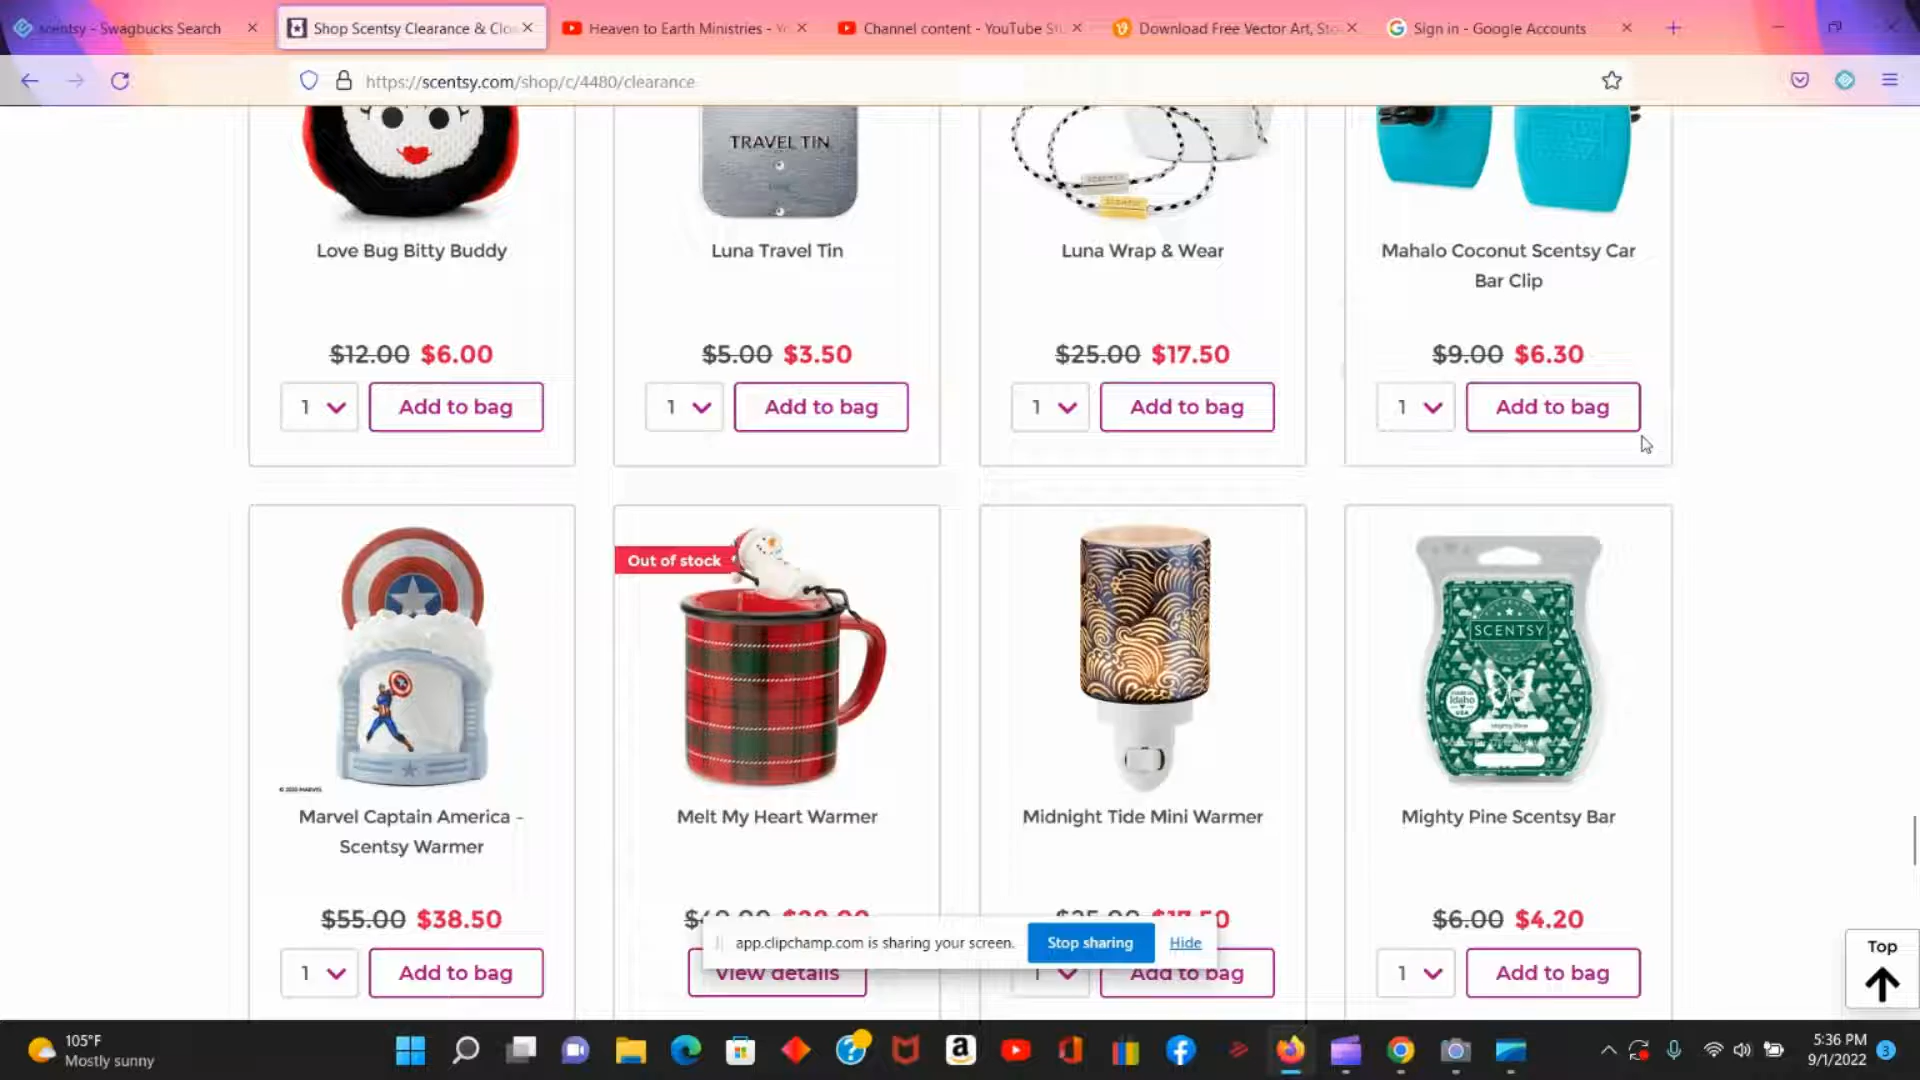 scentsy - Swagbucks Search
Shop Scentsy Clearance & Clo
Heaven to Earth Ministries - Y
Channel content - YouTube St
Download Free Vector Art, Sto
Sign in - Google Accounts
https://scentsy.com/shop/c/4480/clearance
TRAVEL TIN
Love Bug Bitty Buddy
Luna Travel Tin
Luna Wrap & Wear
Mahalo Coconut Scentsy Car
Bar Clip
$12.00 $6.00
$5.00 $3.50
$25.00 $17.50
$9.00 $6.30
1 Add to bag
1 Add to bag
1 Add to bag
1 Add to bag
Out of stock
SCENTSY
Idaho
USA
Mighty Pine
© 2020 MARVEL
Marvel Captain America -
Scentsy Warmer
Melt My Heart Warmer
Midnight Tide Mini Warmer
Mighty Pine Scentsy Bar
$55.00 $38.50
$6.00 $4.20
app.clipchamp.com is sharing your screen.
Stop sharing
Hide
1 Add to bag
View details
1 Add to bag
1 Add to bag
Top
105°F
Mostly sunny
5:36 PM
9/1/2022
3